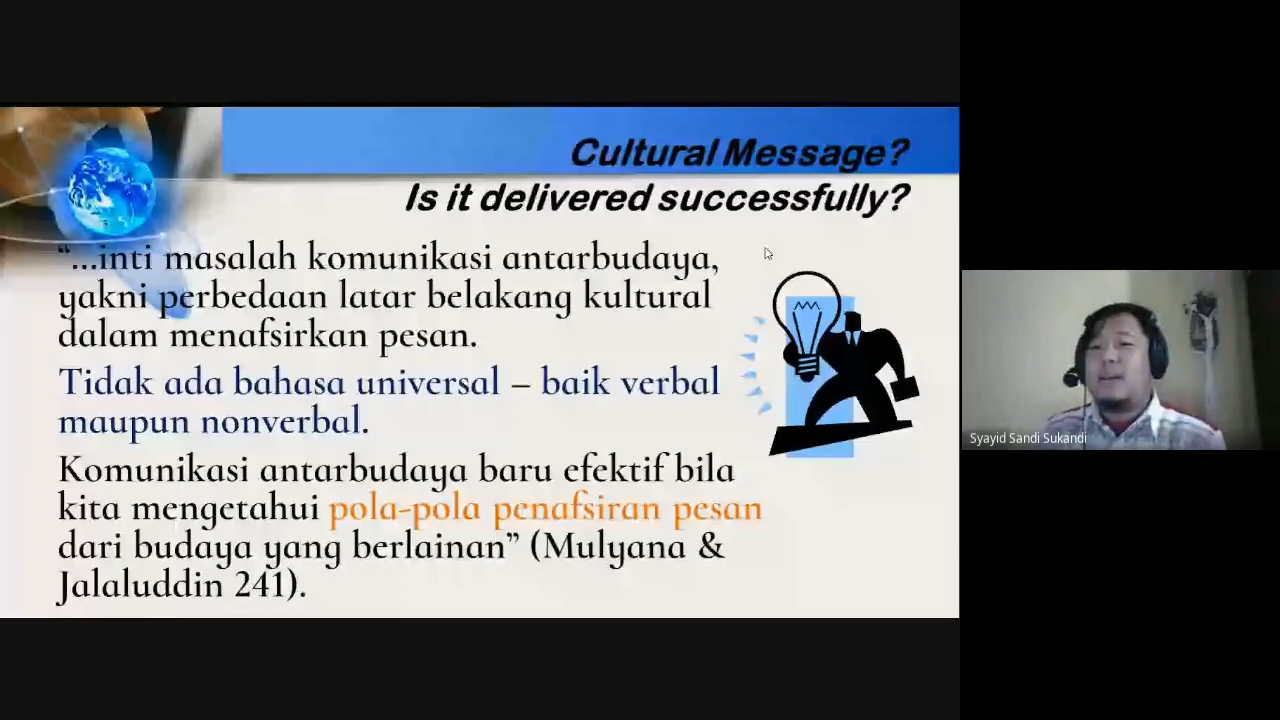 Cultural Message?
Is it delivered successfully?
“...inti masalah komunikasi antarbudaya,
yakni perbedaan latar belakang kultural
dalam menafsirkan pesan.
Tidak ada bahasa universal – baik verbal
maupun nonverbal.
Komunikasi antarbudaya baru efektif bila
kita mengetahui pola-pola penafsiran pesan
dari budaya yang berlainan” (Mulyana &
Jalaluddin 241).
Syayid Sandi Sukandi